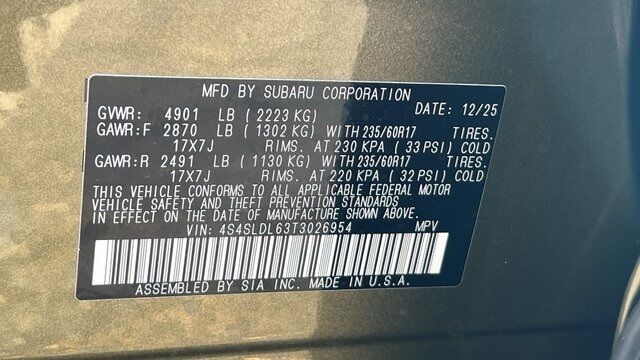 MFD BY SUBARU CORPORATION
GVWR: 4901 LB ( 2223 KG) DATE: 12/25
GAWR:F 2870 LB ( 1302 KG) WITH 235/60R17 TIRES.
17X7J RIMS. AT 230 KPA ( 33 PSI) COLD
GAWR:R 2491 LB ( 1130 KG) WITH 235/60R17 TIRES.
17X7J RIMS. AT 220 KPA ( 32 PSI) COLD
THIS VEHICLE CONFORMS TO ALL APPLICABLE FEDERAL MOTOR
VEHICLE SAFETY AND THEFT PREVENTION STANDARDS
IN EFFECT ON THE DATE OF MANUFACTURE SHOWN ABOVE.
VIN: 4S4SLDL63T3026954 MPV
ASSEMBLED BY SIA INC. MADE IN U.S.A.